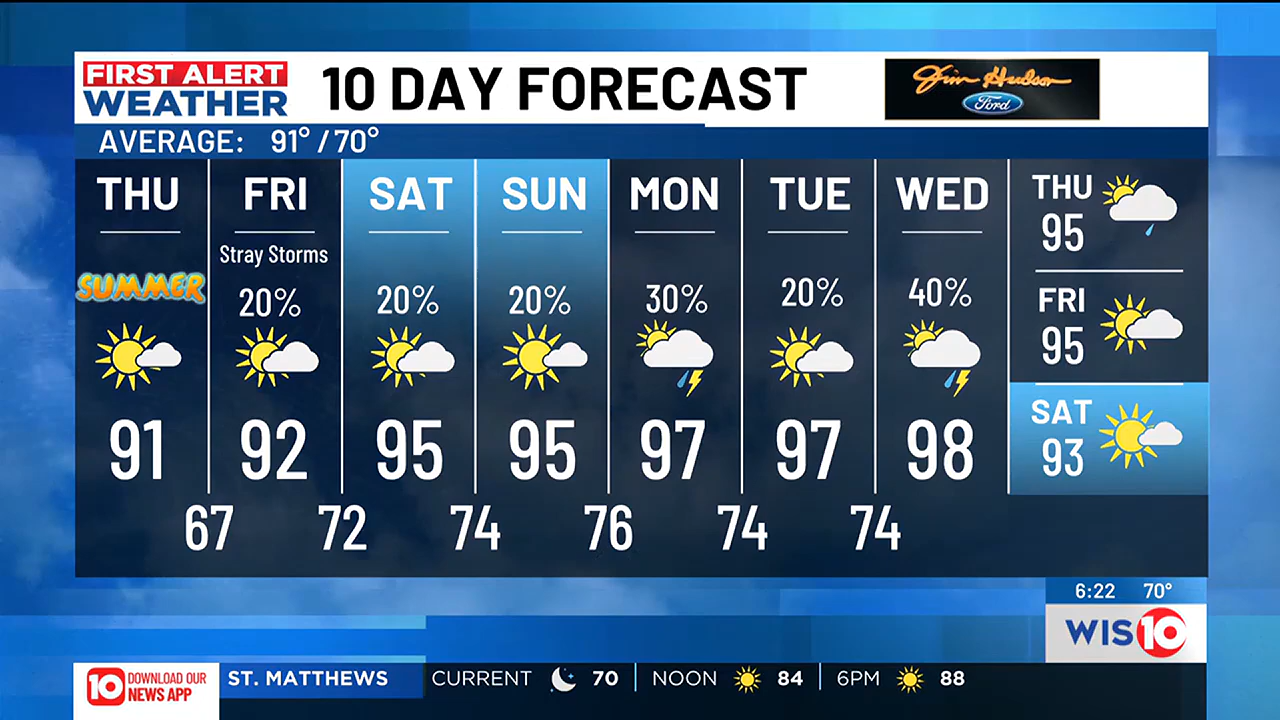 FIRST ALERT
WEATHER
10 DAY FORECAST
Jim Hudson
Ford
AVERAGE: 91°/70°
THU
SUMMER
91
FRI
Stray Storms
20%
92
SAT
20%
95
SUN
20%
95
MON
30%
97
TUE
20%
97
WED
40%
98
67
72
74
76
74
74
THU
95
FRI
95
SAT
93
6:22 70°
WIS10
10 DOWNLOAD OUR
NEWS APP
ST. MATTHEWS CURRENT 70 NOON 84 6PM 88